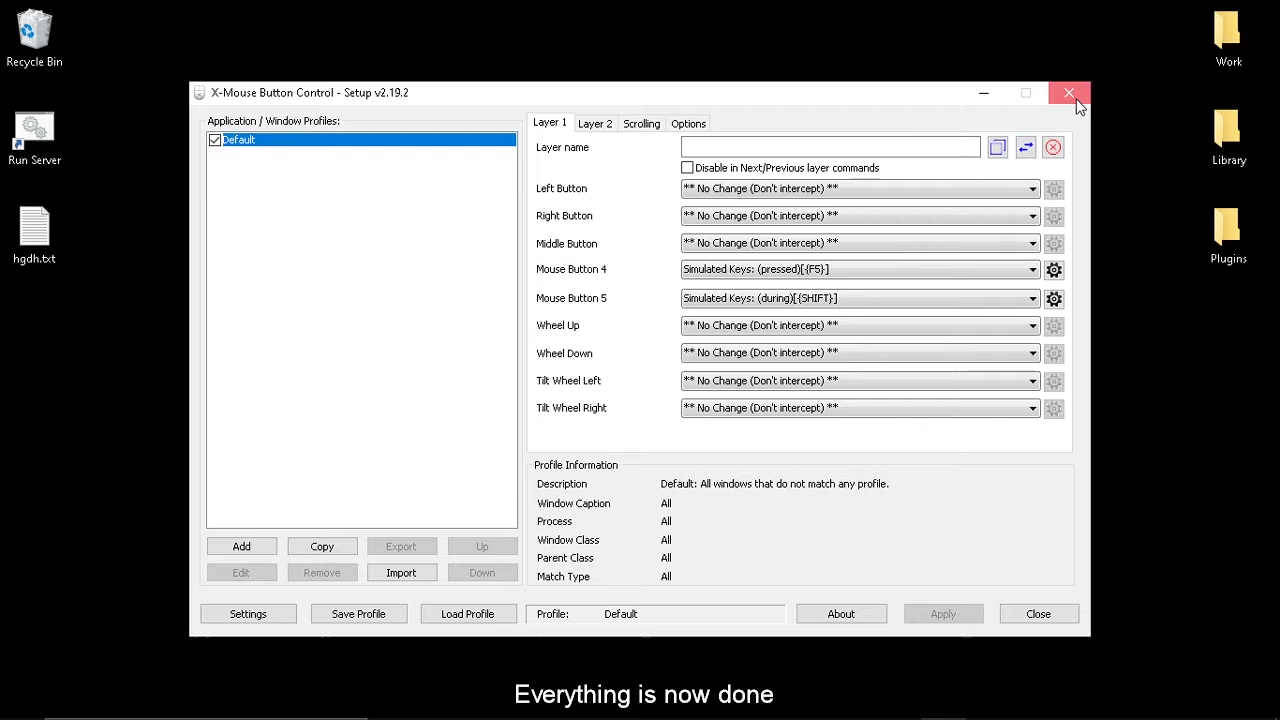 Recycle Bin
Run Server
hgdh.txt
Work
Library
Plugins
X-Mouse Button Control - Setup v2.19.2
Application / Window Profiles:
Default
Add
Copy
Export
Up
Edit
Remove
Import
Down
Layer 1
Layer 2
Scrolling
Options
Layer name
Disable in Next/Previous layer commands
Left Button
** No Change (Don't intercept) **
Right Button
** No Change (Don't intercept) **
Middle Button
** No Change (Don't intercept) **
Mouse Button 4
Simulated Keys: (pressed)[{F5}]
Mouse Button 5
Simulated Keys: (during)[{SHIFT}]
Wheel Up
** No Change (Don't intercept) **
Wheel Down
** No Change (Don't intercept) **
Tilt Wheel Left
** No Change (Don't intercept) **
Tilt Wheel Right
** No Change (Don't intercept) **
Profile Information
Description
Default: All windows that do not match any profile.
Window Caption
All
Process
All
Window Class
All
Parent Class
All
Match Type
All
Settings
Save Profile
Load Profile
Profile:
Default
About
Apply
Close
Everything is now done